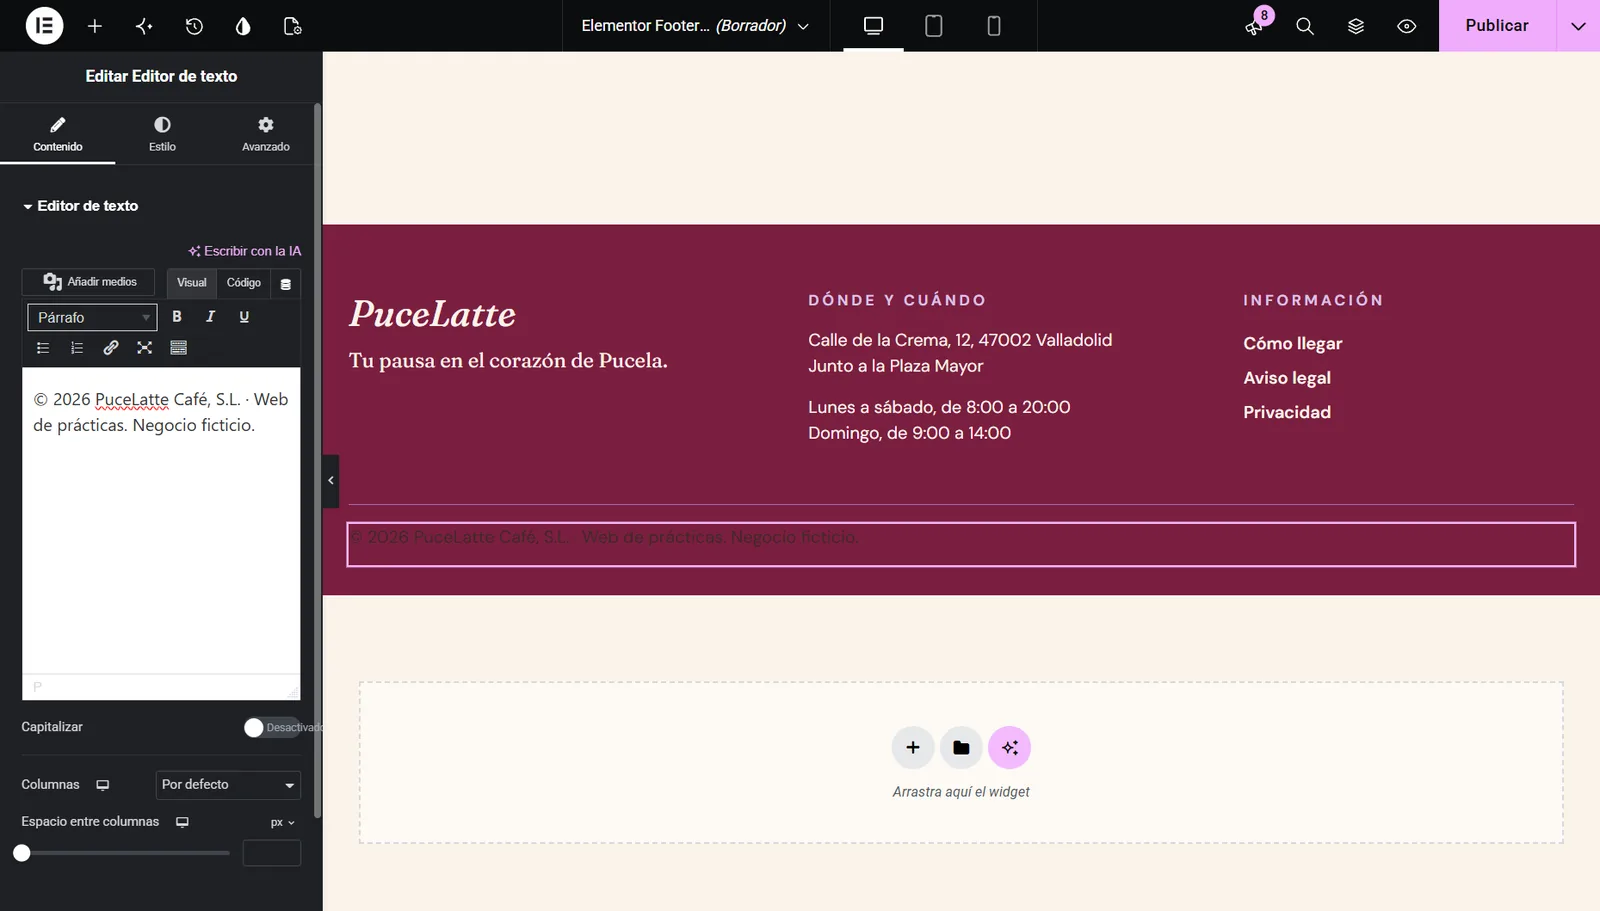 Elementor Footer... (Borrador)
8
Publicar
Editar Editor de texto
Contenido
Estilo
Avanzado
Editor de texto
Escribir con la IA
Añadir medios
Visual
Código
Párrafo
B
I
U
© 2026 PuceLatte Café, S.L. · Web
de prácticas. Negocio ficticio.
P
Capitalizar
Desactivado
Columnas
Por defecto
Espacio entre columnas
px
PuceLatte
Tu pausa en el corazón de Pucela.
DÓNDE Y CUÁNDO
Calle de la Crema, 12, 47002 Valladolid
Junto a la Plaza Mayor
Lunes a sábado, de 8:00 a 20:00
Domingo, de 9:00 a 14:00
INFORMACIÓN
Cómo llegar
Aviso legal
Privacidad
© 2026 PuceLatte Café, S.L. · Web de prácticas. Negocio ficticio.
Arrastra aquí el widget